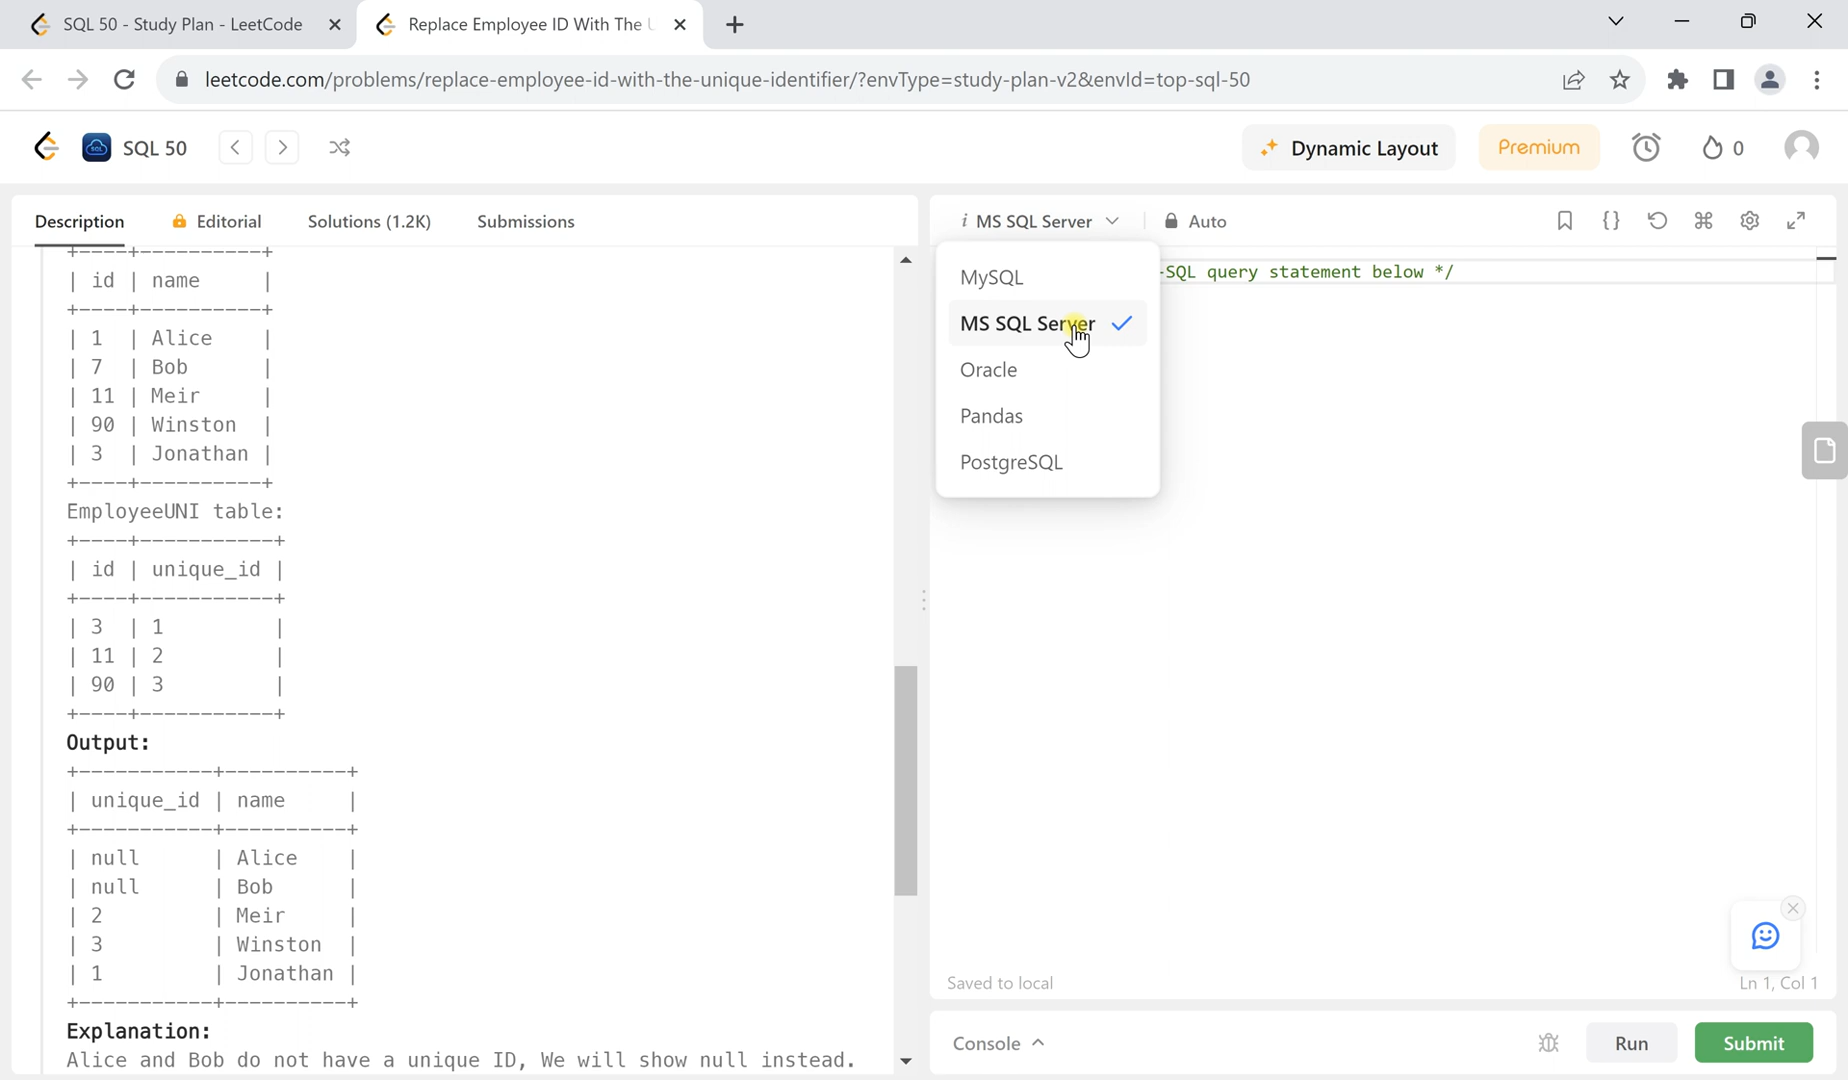 SQL 50 - Study Plan - LeetCode
Replace Employee ID With The U
leetcode.com/problems/replace-employee-id-with-the-unique-identifier/?envType=study-plan-v2&envId=top-sql-50
SQL 50
Dynamic Layout
Premium
0
Description
Editorial
Solutions (1.2K)
Submissions
+----+----------+
| id | name     |
+----+----------+
| 1  | Alice    |
| 7  | Bob      |
| 11 | Meir     |
| 90 | Winston  |
| 3  | Jonathan |
+----+----------+
EmployeeUNI table:
+----+-----------+
| id | unique_id |
+----+-----------+
| 3  | 1         |
| 11 | 2         |
| 90 | 3         |
+----+-----------+
Output:
+-----------+----------+
| unique_id | name     |
+-----------+----------+
| null      | Alice    |
| null      | Bob      |
| 2         | Meir     |
| 3         | Winston  |
| 1         | Jonathan |
+-----------+----------+
Explanation:
Alice and Bob do not have a unique ID, We will show null instead.
i MS SQL Server
Auto
-SQL query statement below */
MySQL
MS SQL Server
Oracle
Pandas
PostgreSQL
Saved to local
Ln 1, Col 1
Console
Run
Submit